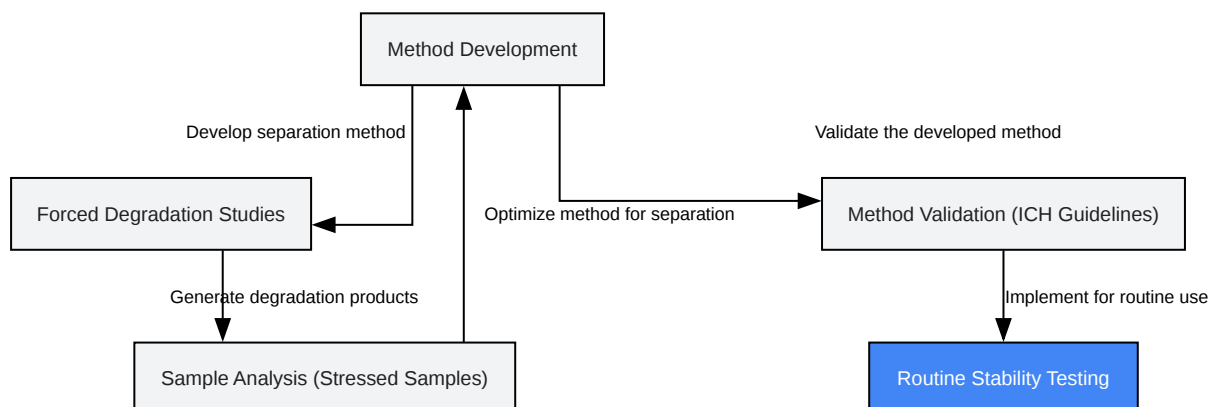 Method Development
Develop separation method
Validate the developed method
Forced Degradation Studies
Optimize method for separation
Method Validation (ICH Guidelines)
Generate degradation products
Implement for routine use
Sample Analysis (Stressed Samples)
Routine Stability Testing